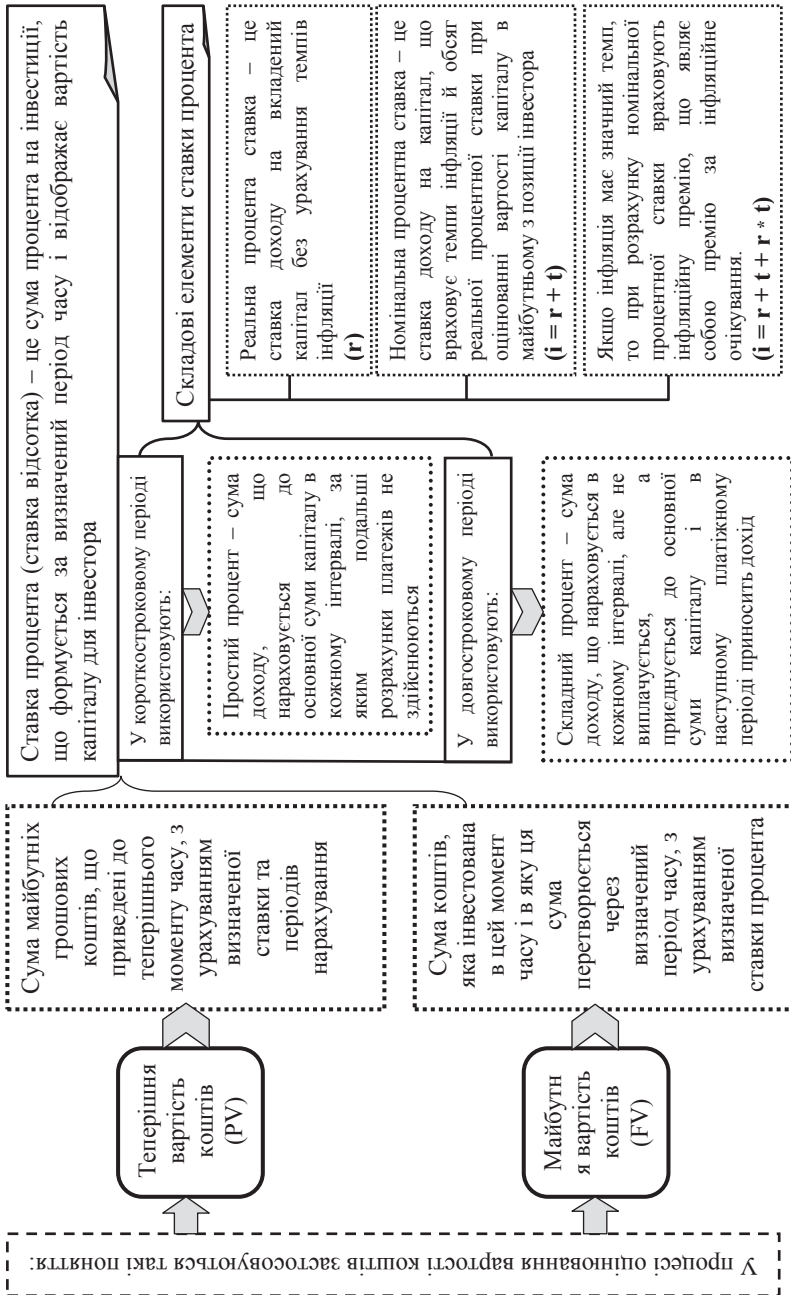 У процесі оцінювання вартості коштів застосовуються такі поняття:
Теперішня
вартість
коштів
(PV)
Сума майбутніх
грошових
коштів, що
приведені до
теперішнього
моменту часу, з
урахуванням
визначеної
ставки та
періодів
нарахування
Майбутн
я вартість
коштів
(FV)
Сума коштів,
яка інвестована
в цей момент
часу і в яку ця
сума
перетворюється
через
визначений
період часу, з
урахуванням
визначеної
ставки процента
Ставка процента (ставка відсотка) – це сума процента на інвестиції,
що формується за визначений період часу і відображає вартість
капіталу для інвестора
У короткостроковому періоді
використовують:
Простий процент – сума
доходу, що
нараховується до
основної суми капіталу в
кожному інтервалі, за
яким подальші
розрахунки платежів не
здійснюються
У довгостроковому періоді
використовують:
Складний процент – сума
доходу, що нараховується в
кожному інтервалі, але не
виплачується, а
приєднується до основної
суми капіталу і в
наступному платіжному
періоді приносить дохід
Складові елементи ставки процента
Реальна процента ставка – це
ставка доходу на вкладений
капітал без урахування темпів
інфляції
(r)
Номінальна процентна ставка – це
ставка доходу на капітал, що
враховує темпи інфляції й обсяг
реальної процентної ставки при
оцінюванні вартості капіталу в
майбутньому з позиції інвестора
(i = r + t)
Якщо інфляція має значний темп,
то при розрахунку номінальної
процентної ставки враховують
інфляційну премію, що являє
собою премію за інфляційне
очікування.
(i = r + t + r * t)